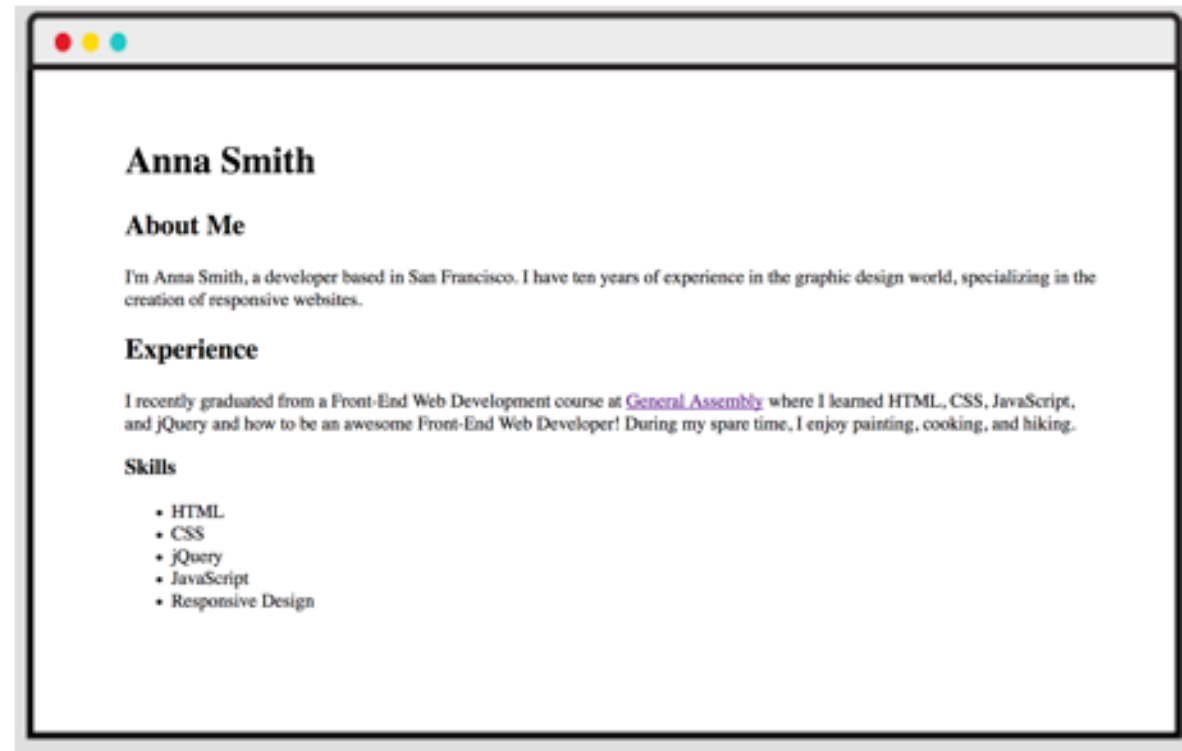 Anna Smith
About Me
I'm Anna Smith, a developer based in San Francisco. I have ten years of experience in the graphic design world, specializing in the
creation of responsive websites.
Experience
I recently graduated from a Front-End Web Development course at General Assembly where I learned HTML, CSS, JavaScript,
and jQuery and how to be an awesome Front-End Web Developer! During my spare time, I enjoy painting, cooking, and hiking.
Skills
• HTML
• CSS
• jQuery
• JavaScript
• Responsive Design